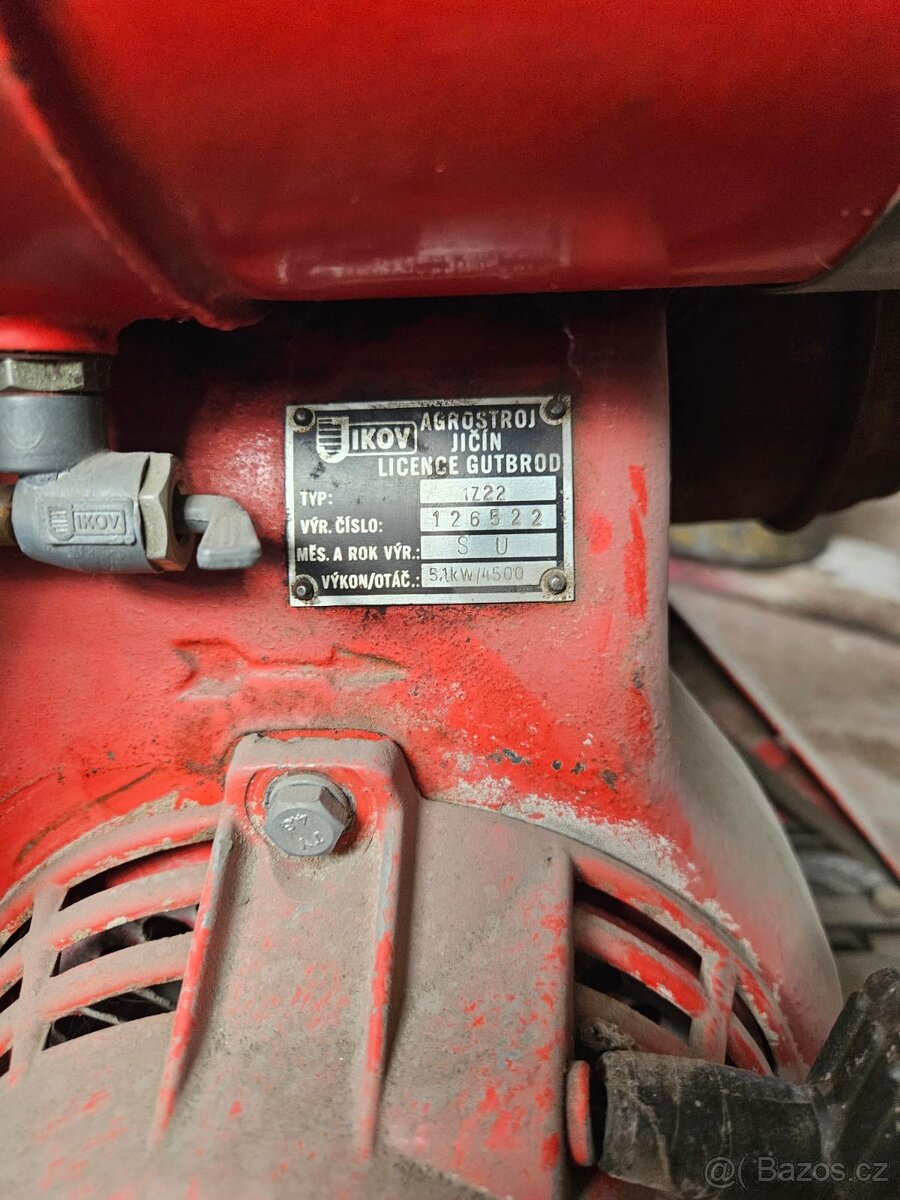 JIKOV AGROSTROJ
JIČÍN
LICENCE GUTBROD
TYP: 1Z22
VÝR. ČÍSLO: 126522
MĚS. A ROK VÝR.: S U
VÝKON/OTÁČ.: 5.1kW/4500
JIKOV
Bazos.cz